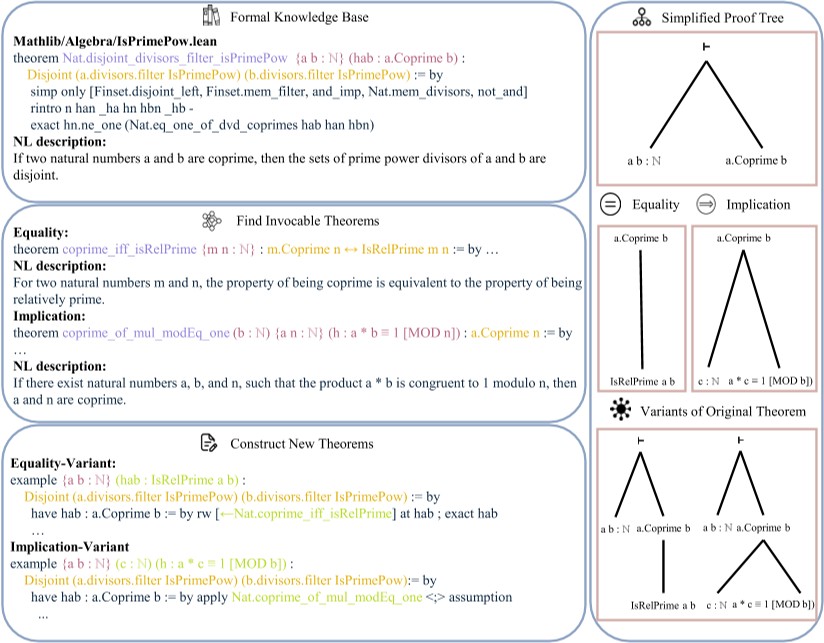 Formal Knowledge Base
Mathlib/Algebra/IsPrimePow.lean
theorem Nat.disjoint_divisors_filter_isPrimePow {a b : ℕ} (hab : a.Coprime b) :
Disjoint (a.divisors.filter IsPrimePow) (b.divisors.filter IsPrimePow) := by
simp only [Finset.disjoint_left, Finset.mem_filter, and_imp, Nat.mem_divisors, not_and]
rintro n han _ha hn hbn _hb -
exact hn.ne_one (Nat.eq_one_of_dvd_coprimes hab han hbn)
NL description:
If two natural numbers a and b are coprime, then the sets of prime power divisors of a and b are
disjoint.
Find Invocable Theorems
Equality:
theorem coprime_iff_isRelPrime {m n : ℕ} : m.Coprime n ↔ IsRelPrime m n := by …
NL description:
For two natural numbers m and n, the property of being coprime is equivalent to the property of being
relatively prime.
Implication:
theorem coprime_of_mul_modEq_one (b : ℕ) {a n : ℕ} (h : a * b ≡ 1 [MOD n]) : a.Coprime n := by
…
NL description:
If there exist natural numbers a, b, and n, such that the product a * b is congruent to 1 modulo n, then
a and n are coprime.
Construct New Theorems
Equality-Variant:
example {a b : ℕ} (hab : IsRelPrime a b) :
Disjoint (a.divisors.filter IsPrimePow) (b.divisors.filter IsPrimePow) := by
have hab : a.Coprime b := by rw [←Nat.coprime_iff_isRelPrime] at hab ; exact hab
…
Implication-Variant
example {a b : ℕ} (c : ℕ) (h : a * c ≡ 1 [MOD b]) :
Disjoint (a.divisors.filter IsPrimePow) (b.divisors.filter IsPrimePow):= by
have hab : a.Coprime b := by apply Nat.coprime_of_mul_modEq_one <;> assumption
...
Simplified Proof Tree
⊢
a b : ℕ a.Coprime b
Equality Implication
a.Coprime b a.Coprime b
IsRelPrime a b c : ℕ a * c ≡ 1 [MOD b])
Variants of Original Theorem
⊢ ⊢
a b : ℕ a.Coprime b a b : ℕ a.Coprime b
IsRelPrime a b c : ℕ a * c ≡ 1 [MOD b])